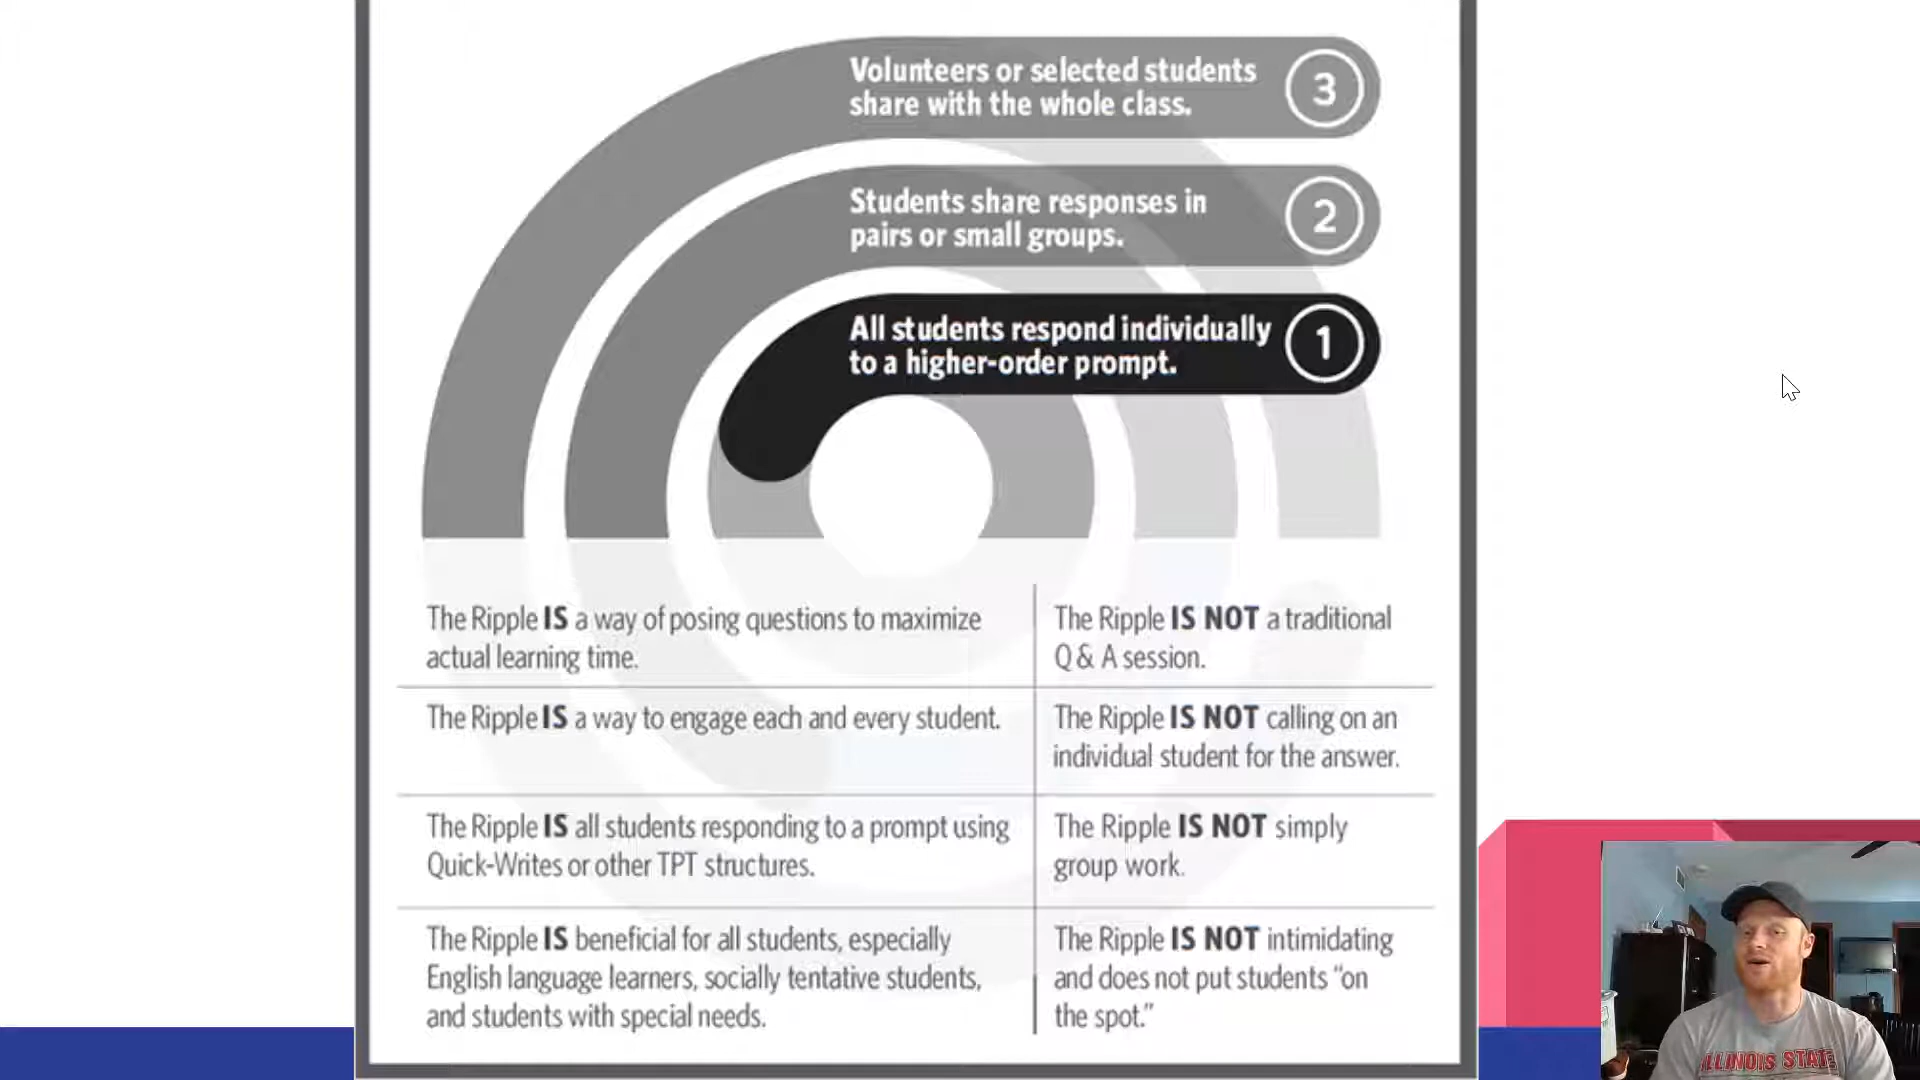 Volunteers or selected students
share with the whole class.
3
Students share responses in
pairs or small groups.
2
All students respond individually
to a higher-order prompt.
1
The Ripple IS a way of posing questions to maximize
actual learning time.
The Ripple IS NOT a traditional
Q & A session.
The Ripple IS a way to engage each and every student.
The Ripple IS NOT calling on an
individual student for the answer.
The Ripple IS all students responding to a prompt using
Quick-Writes or other TPT structures.
The Ripple IS NOT simply
group work.
The Ripple IS beneficial for all students, especially
English language learners, socially tentative students,
and students with special needs.
The Ripple IS NOT intimidating
and does not put students “on
the spot.”
ILLINOIS STATE